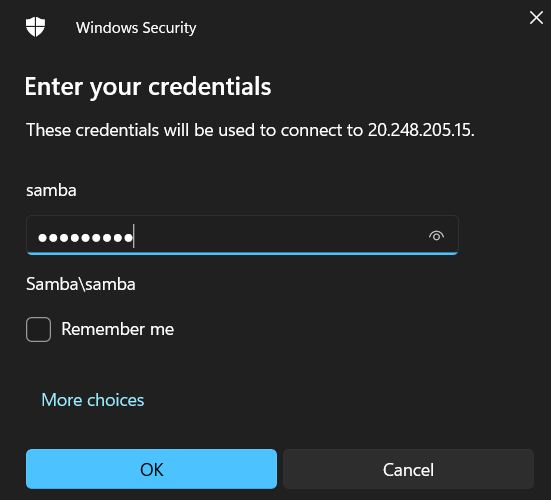 Windows Security
Enter your credentials
These credentials will be used to connect to 20.248.205.15.
samba
●●●●●●●●●
Samba\samba
Remember me
More choices
OK
Cancel